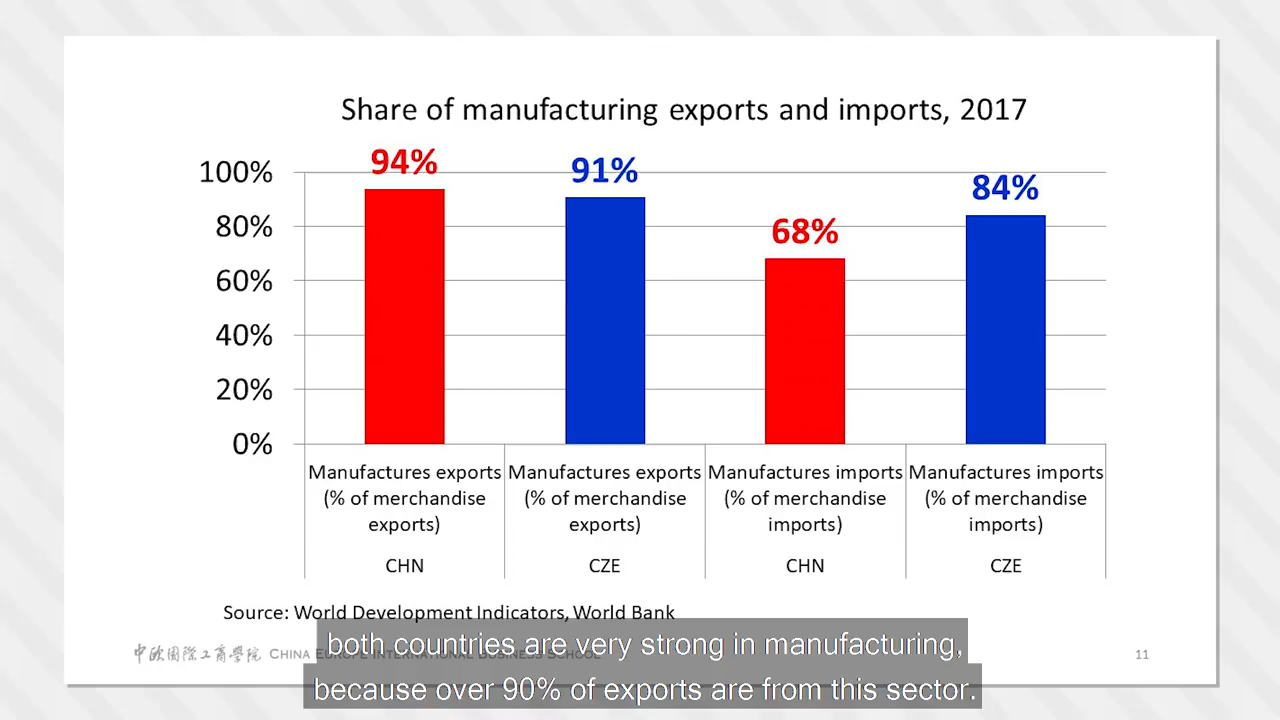 Share of manufacturing exports and imports, 2017
100%
80%
60%
40%
20%
0%
94%
91%
68%
84%
Manufactures exports
(% of merchandise
exports)
CHN
Manufactures exports
(% of merchandise
exports)
CZE
Manufactures imports
(% of merchandise
imports)
CHN
Manufactures imports
(% of merchandise
imports)
CZE
Source: World Development Indicators, World Bank
both countries are very strong in manufacturing,
because over 90% of exports are from this sector.
中欧國際工商學院 CHINA EUROPE INTERNATIONAL BUSINESS SCHOOL
11